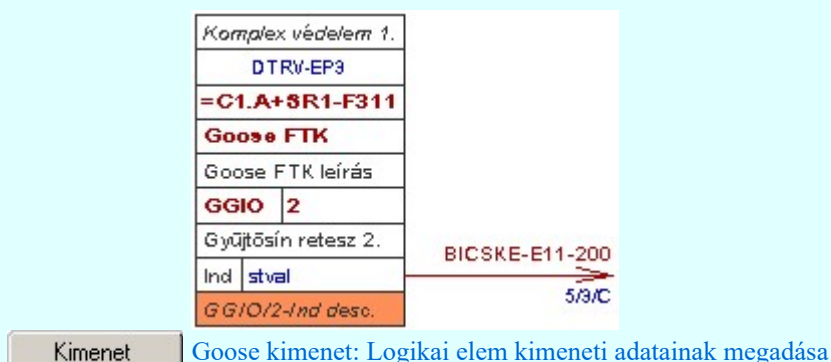 Komplex védelem 1.
DTRV-EP3
=C1.A+SR1-F311
Goose FTK
Goose FTK leírás
GGIO 2
Gyűjtősín retesz 2.
BICSKE-E11-200
Ind stval
5/3/C
GGIO/2-Ind desc.
Kimenet Goose kimenet: Logikai elem kimeneti adatainak megadása